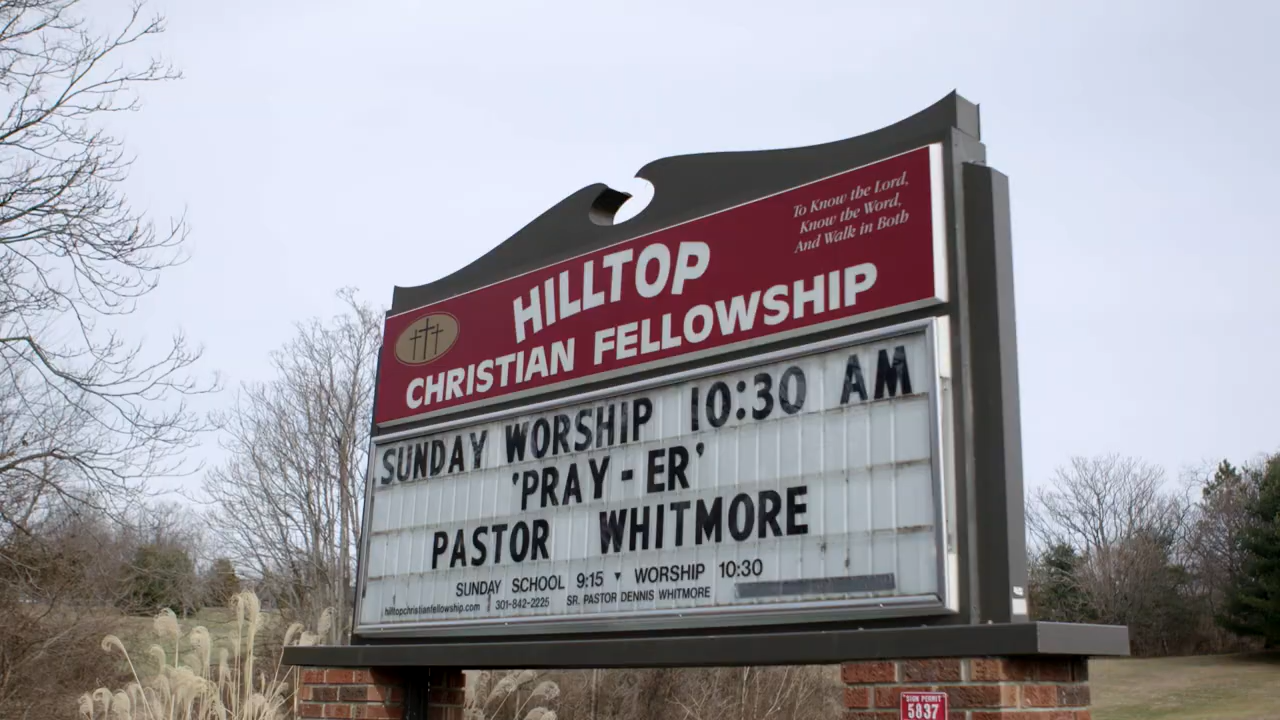 To Know the Lord,
Know the Word,
And Walk in Both
HILLTOP
CHRISTIAN FELLOWSHIP
SUNDAY WORSHIP 10:30 AM
'PRAY-ER'
PASTOR WHITMORE
SUNDAY SCHOOL 9:15 ▼ WORSHIP 10:30
hilltopchristianfellowship.com 301-842-2225 SR. PASTOR DENNIS WHITMORE
SIGN PERMIT
5837